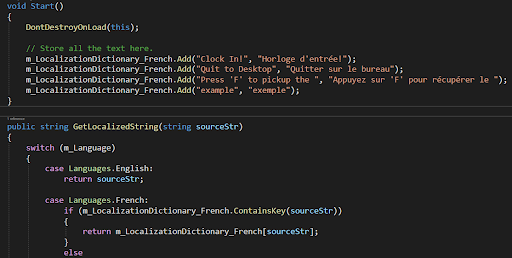 void Start()
{
DontDestroyOnLoad(this);
// Store all the text here.
m_LocalizationDictionary_French.Add("Clock In!", "Horloge d'entrée!");
m_LocalizationDictionary_French.Add("Quit to Desktop", "Quitter sur le bureau");
m_LocalizationDictionary_French.Add("Press 'F' to pickup the ", "Appuyez sur 'F' pour récupérer le ");
m_LocalizationDictionary_French.Add("example", "exemple");
}
public string GetLocalizedString(string sourceStr)
{
switch (m_Language)
{
case Languages.English:
return sourceStr;
case Languages.French:
if (m_LocalizationDictionary_French.ContainsKey(sourceStr))
{
return m_LocalizationDictionary_French[sourceStr];
}
else